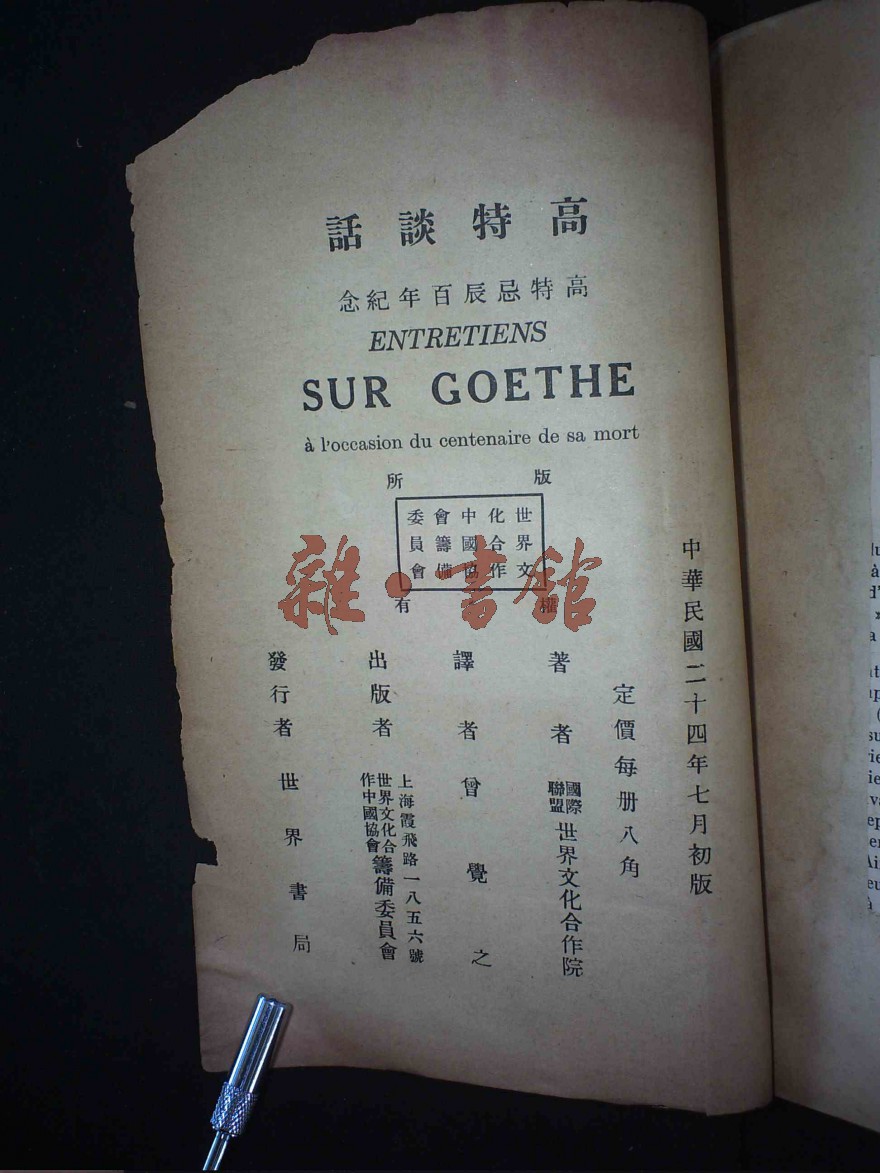 高特談話
高特忌辰百年紀念
ENTRETIENS
SUR GOETHE
à l'occasion du centenaire de sa mort
版所
世界文
化合作
中國協
會籌備
委員會
權有
雜·書館
中華民國二十四年七月初版
定價每册八角
著者 國際聯盟世界文化合作院
譯者 曾覺之
出版者 世界文化合作中國協會籌備委員會
上海霞飛路一八五六號
發行者 世界書局